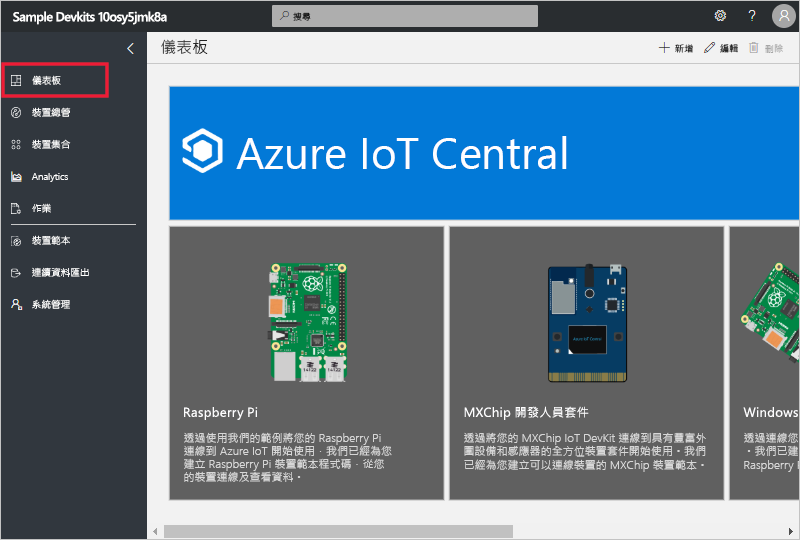 Sample Devkits 10osy5jmk8a
搜尋
?
儀表板
新增
編輯
刪除
儀表板
裝置總管
裝置集合
Analytics
作業
裝置範本
連續資料匯出
系統管理
Azure IoT Central
Raspberry Pi
透過使用我們的範例將您的 Raspberry Pi
連線到 Azure IoT 開始使用。我們已經為您
建立 Raspberry Pi 裝置範本程式碼，從您
的裝置連線及查看資料。
Azure IoT Central
MXChip 開發人員套件
透過將您的 MXChip IoT DevKit 連線到具有豐富外
圍設備和感應器的全方位裝置套件開始使用。我們
已經為您建立可以連線裝置的 MXChip 裝置範本。
Windows
透過連線您
。我們已建
Raspberry I